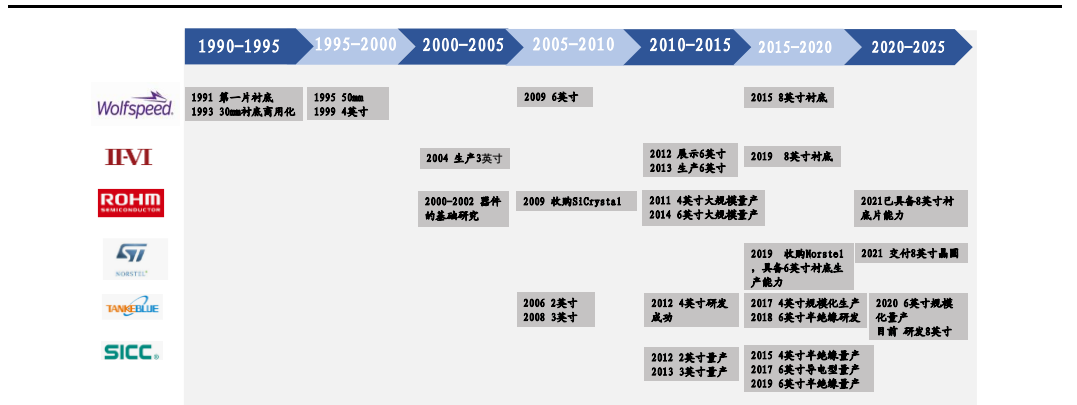 1990-1995 1995-2000 2000-2005 2005-2010 2010-2015 2015-2020 2020-2025
Wolfspeed.
1991 第一片衬底
1993 30mm衬底商用化
1995 50mm
1999 4英寸
2009 6英寸
2015 8英寸衬底
II-VI
2004 生产3英寸
2012 展示6英寸
2013 生产6英寸
2019 8英寸衬底
ROHM
SEMICONDUCTOR
2000-2002 器件
的基础研究
2009 收购SiCrystal
2011 4英寸大规模量产
2014 6英寸大规模量产
2021已具备8英寸衬
底片能力
ST
NORSTEL
2019 收购Norstel
,具备6英寸衬底生
产能力
2021 支付8英寸晶圆
TANKEBLUE
2006 2英寸
2008 3英寸
2012 4英寸研发
成功
2017 4英寸规模化生产
2018 6英寸半绝缘研发
2020 6英寸规模
化量产
目前 研发8英寸
SICC®
2012 2英寸量产
2013 3英寸量产
2015 4英寸半绝缘量产
2017 6英寸导电型量产
2019 6英寸半绝缘量产